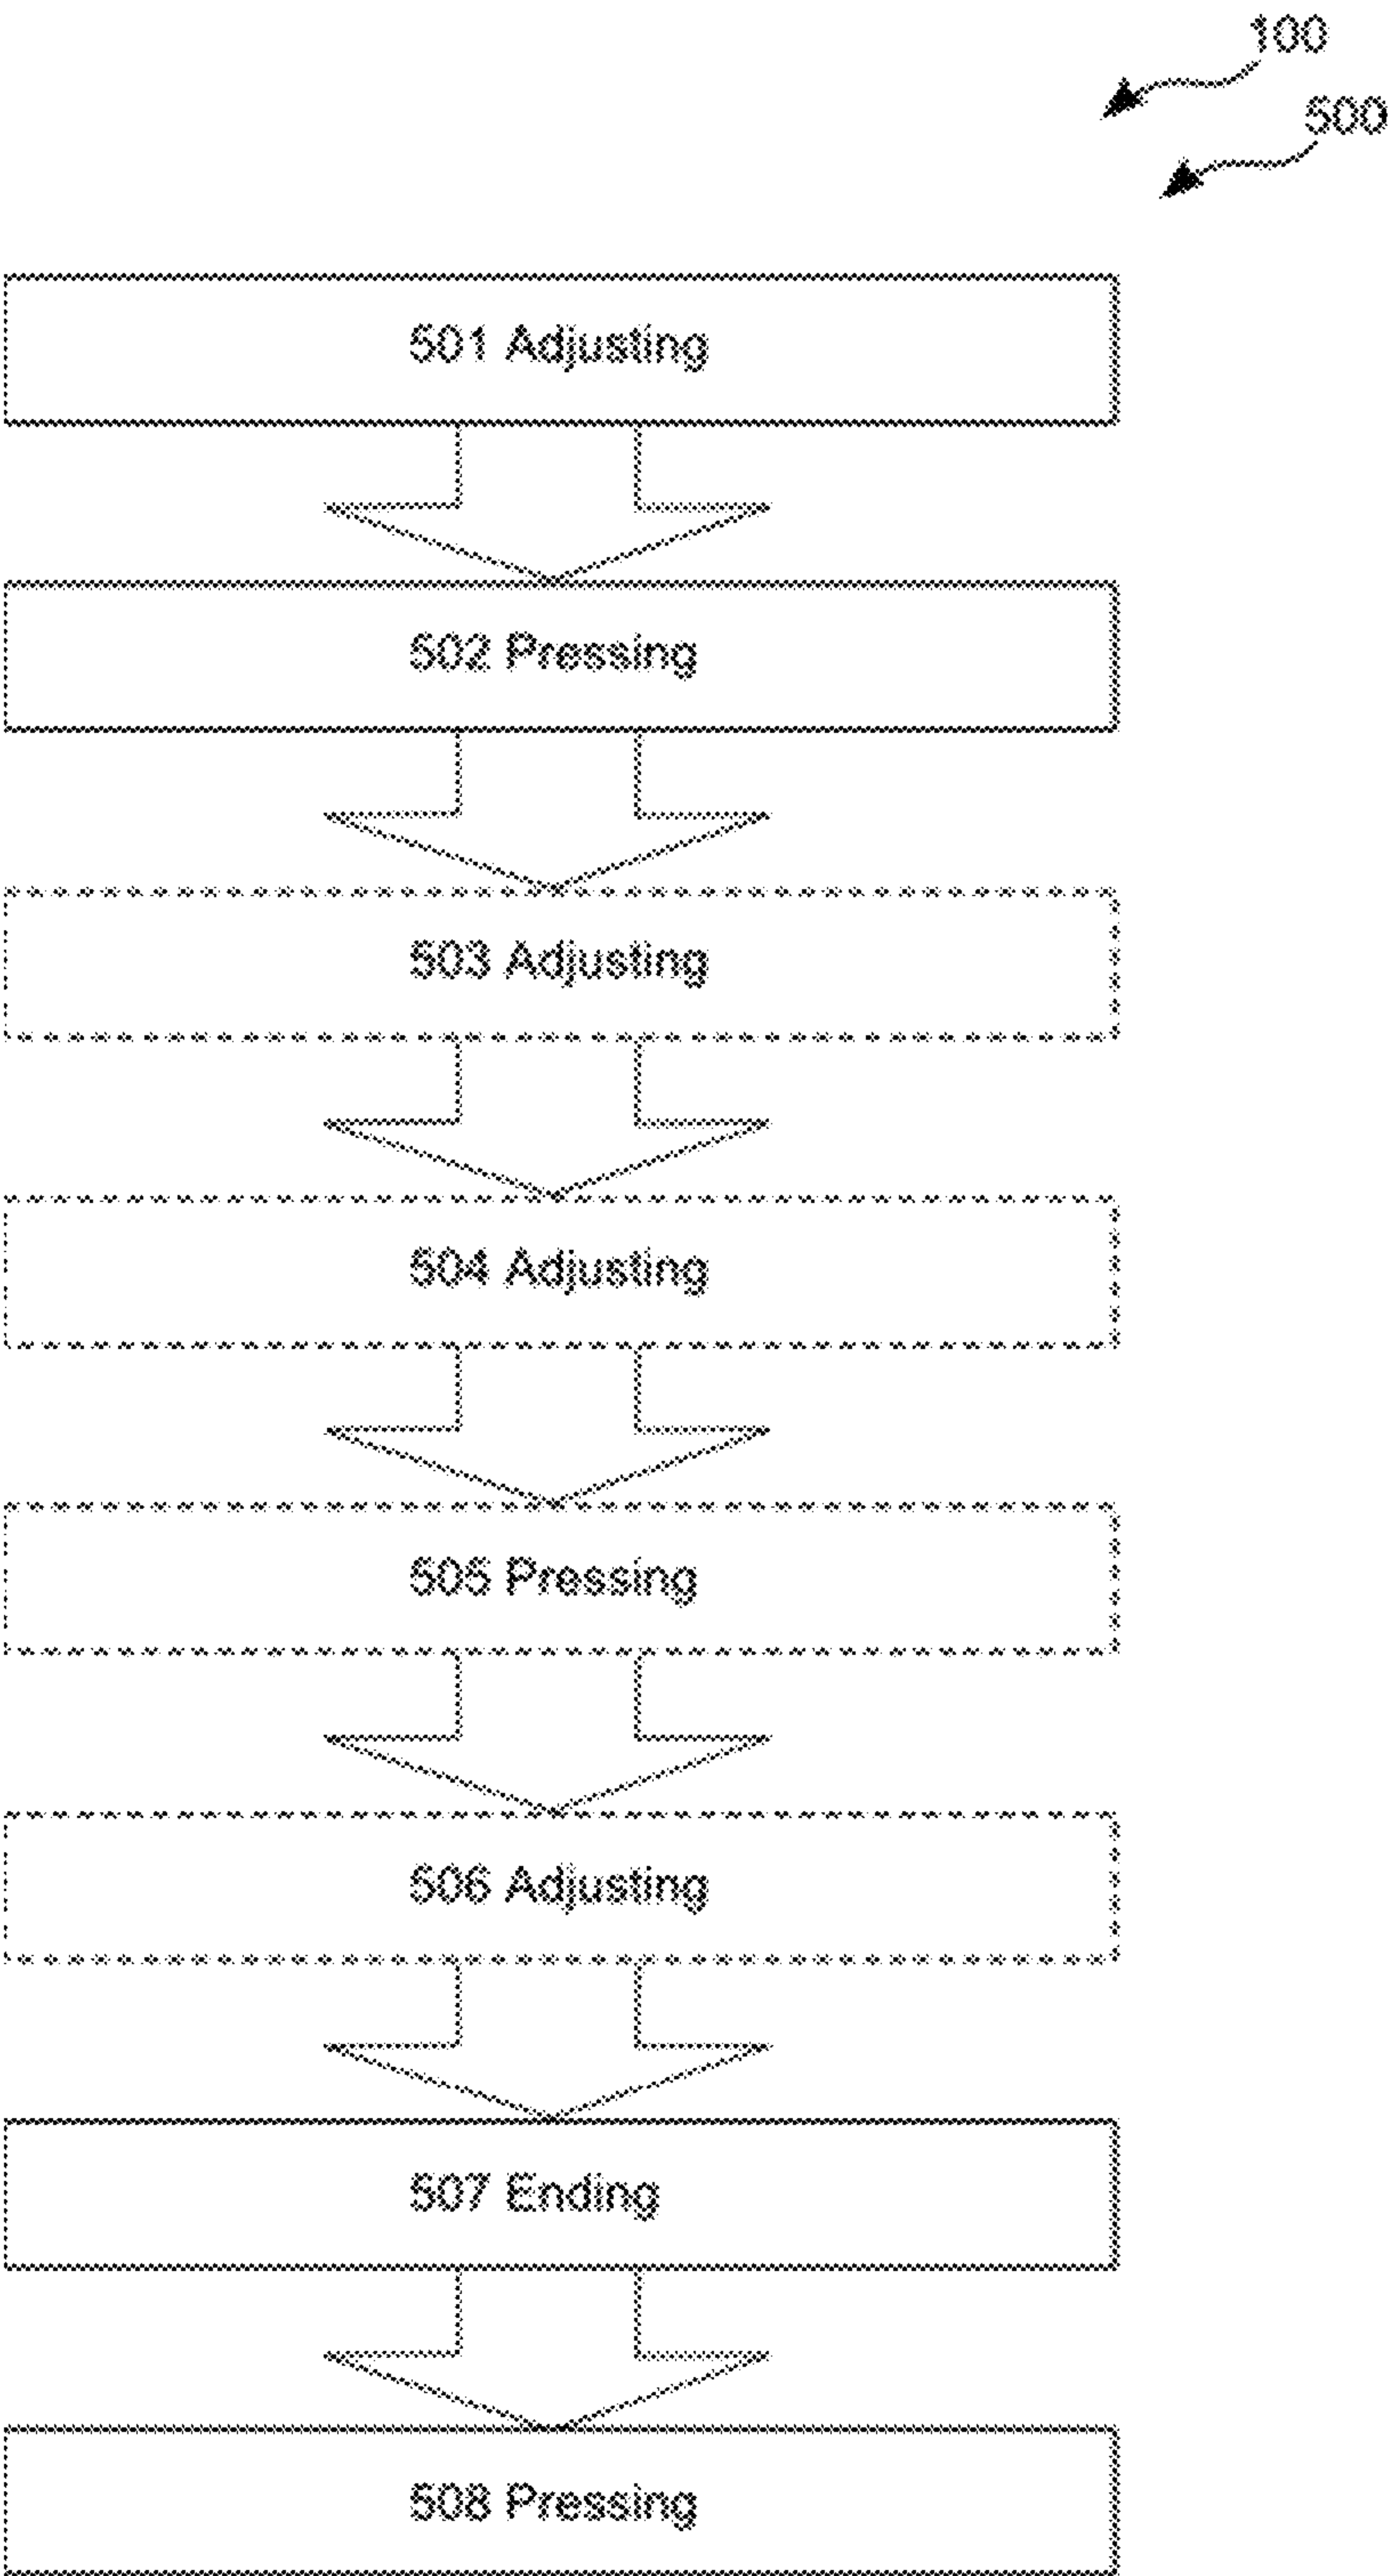 100
500
501 Adjusting
502 Pressing
503 Adjusting
504 Adjusting
505 Pressing
506 Adjusting
507 Ending
508 Pressing